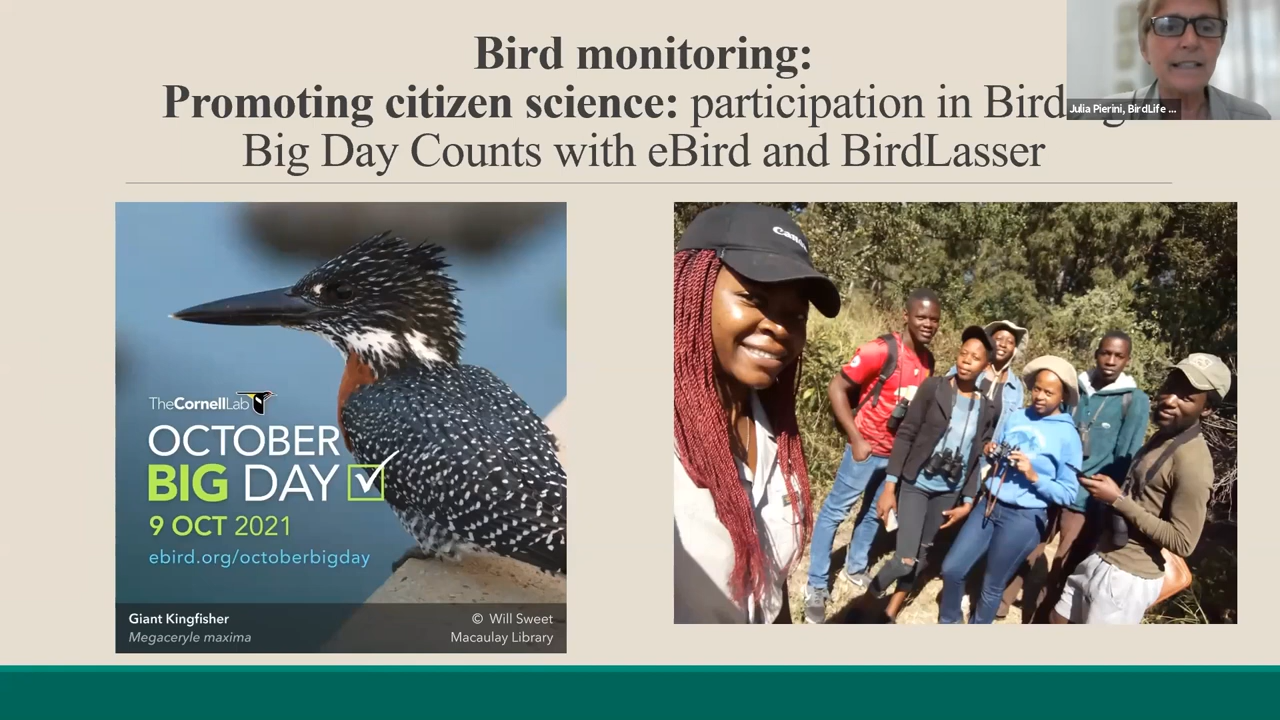 Bird monitoring:
Promoting citizen science: participation in
Big Day Counts with eBird and BirdLasser
Julia Pierini, BirdLife ...
Canon
TheCornellLab
OCTOBER
BIG DAY
9 OCT 2021
ebird.org/octoberbigday
Giant Kingfisher
© Will Sweet
Megaceryle maxima
Macaulay Library